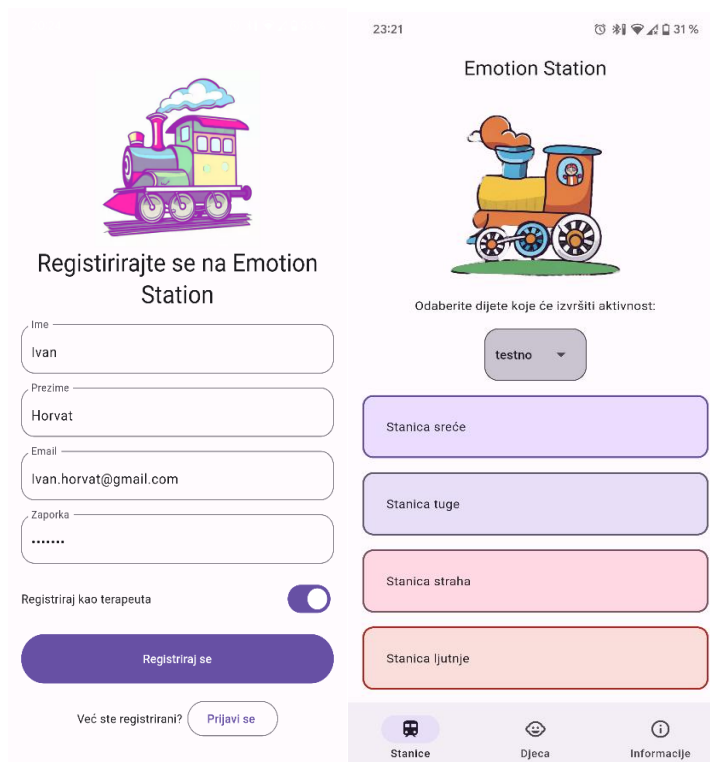 Registirirajte se na Emotion
Station
Ime
Ivan
Prezime
Horvat
Email
Ivan.horvat@gmail.com
Zaporka
•••••••
Registriraj kao terapeuta
Registriraj se
Već ste registrirani? Prijavi se
23:21 31 %
Emotion Station
Odaberite dijete koje će izvršiti aktivnost:
testno
Stanica sreće
Stanica tuge
Stanica straha
Stanica ljutnje
Stanice Djeca Informacije